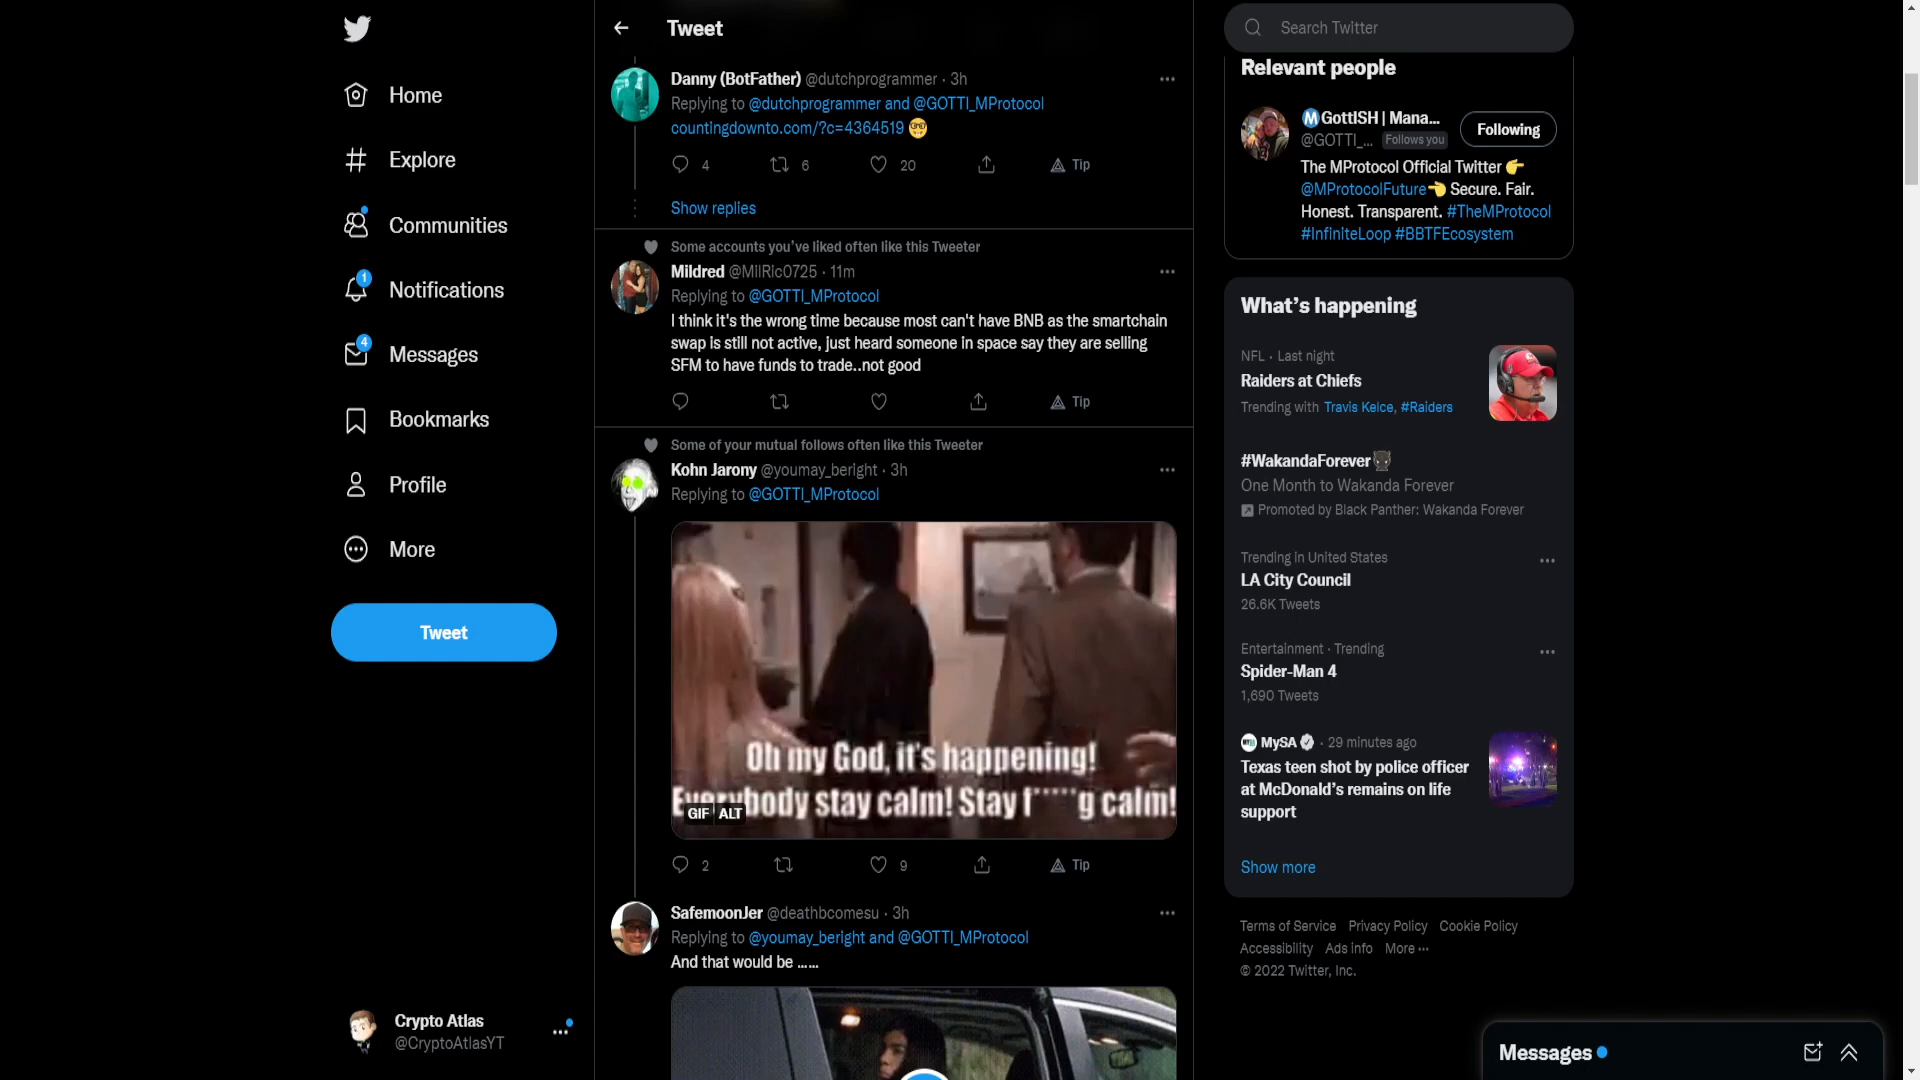 Home
Explore
Communities
1
Notifications
4
Messages
Bookmarks
Profile
More
Tweet
Crypto Atlas
@CryptoAtlasYT
Tweet
Danny (BotFather) @dutchprogrammer · 3h
Replying to @dutchprogrammer and @GOTTI_MProtocol
countingdownto.com/?c=4364519 🤓
4 6 20 Tip
Show replies
Some accounts you've liked often like this Tweeter
Mildred @MIlRlc0725 · 11m
Replying to @GOTTI_MProtocol
I think it's the wrong time because most can't have BNB as the smartchain
swap is still not active, just heard someone in space say they are selling
SFM to have funds to trade..not good
Tip
Some of your mutual follows often like this Tweeter
Kohn Jarony @youmay_beright · 3h
Replying to @GOTTI_MProtocol
Oh my God, it's happening!
Everybody stay calm! Stay f*****g calm!
GIF ALT
2 9 Tip
SafemoonJer @deathbcomesu · 3h
Replying to @youmay_beright and @GOTTI_MProtocol
And that would be ......
Search Twitter
Relevant people
GottISH | Mana...
@GOTTI_... Follows you
Following
The MProtocol Official Twitter 👉
@MProtocolFuture👈 Secure. Fair.
Honest. Transparent. #TheMProtocol
#InfiniteLoop #BBTFEcosystem
What's happening
NFL · Last night
Raiders at Chiefs
Trending with Travis Kelce, #Raiders
#WakandaForever
One Month to Wakanda Forever
Promoted by Black Panther: Wakanda Forever
Trending in United States
LA City Council
26.6K Tweets
Entertainment · Trending
Spider-Man 4
1,690 Tweets
MySA · 29 minutes ago
Texas teen shot by police officer
at McDonald's remains on life
support
Show more
Terms of Service Privacy Policy Cookie Policy
Accessibility Ads info More ···
© 2022 Twitter, Inc.
Messages